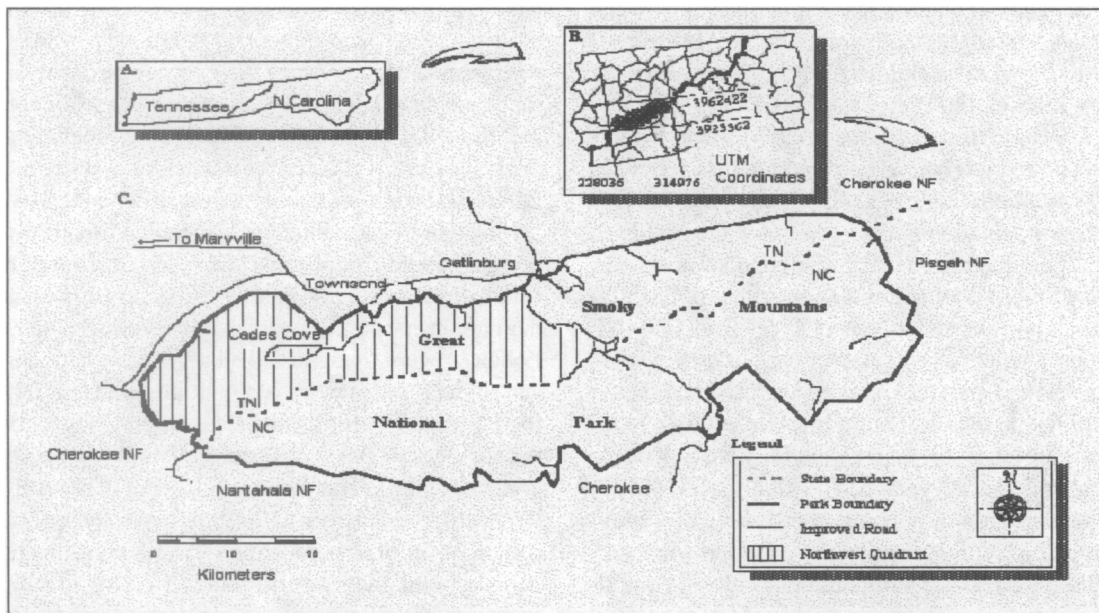 A.
Tennessee
N Carolina
B.
3962422
3925362
UTM
Coordinates
228036
314976
Cherokee NF
C.
To Maryville
Gatlinburg
Townsend
TN
NC
Pisgah NF
Smoky
Mountains
Cades Cove
Great
TN
NC
National
Park
Cherokee NF
Nantahala NF
Cherokee
Legend
State Boundary
Park Boundary
Improved Road
Northwest Quadrant
N
0
10
Kilometers